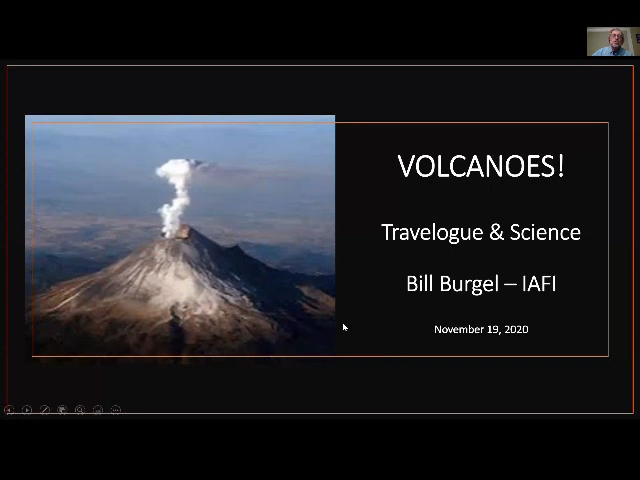 VOLCANOES!
Travelogue & Science
Bill Burgel – IAFI
November 19, 2020